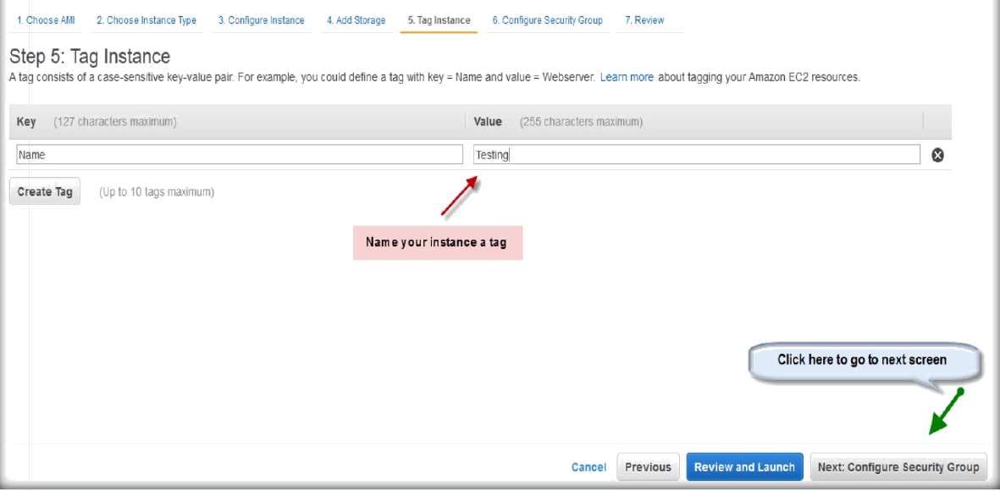 1. Choose AMI 2. Choose Instance Type 3. Configure Instance 4. Add Storage 5. Tag Instance 6. Configure Security Group 7. Review
Step 5: Tag Instance
A tag consists of a case-sensitive key-value pair. For example, you could define a tag with key = Name and value = Webserver. Learn more about tagging your Amazon EC2 resources.
Key (127 characters maximum) Value (255 characters maximum)
Name Testing
Create Tag (Up to 10 tags maximum)
Name your instance a tag
Click here to go to next screen
Cancel Previous Review and Launch Next: Configure Security Group